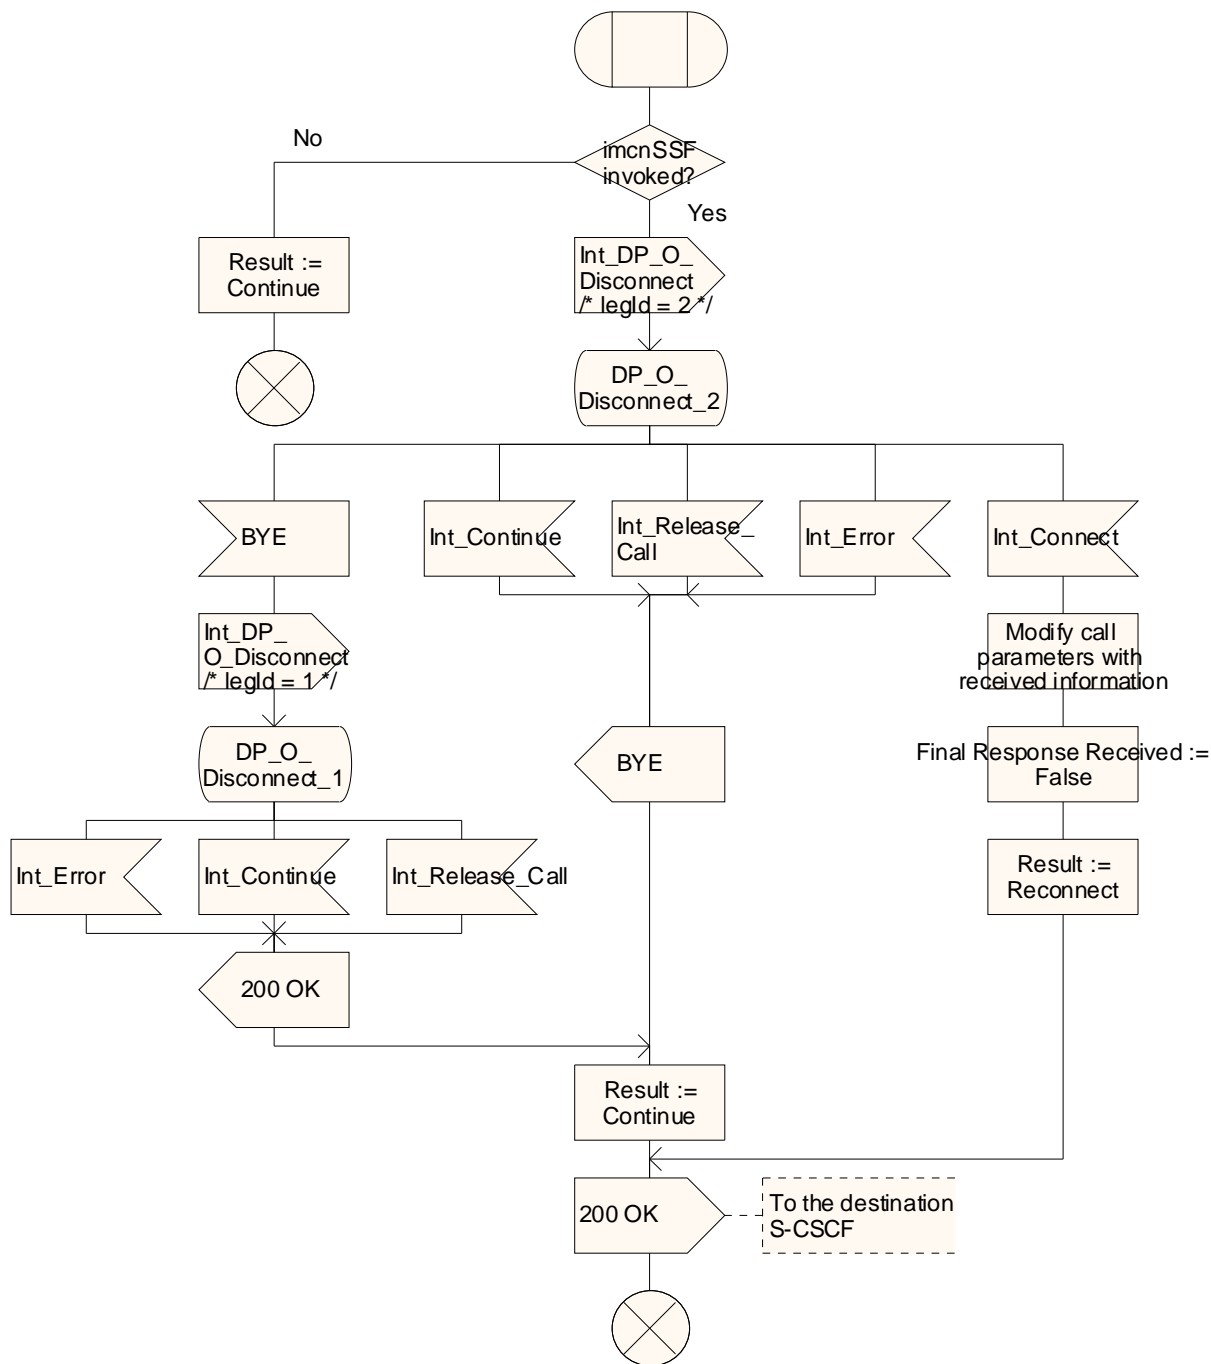 imcnSSF
invoked?
No
Yes
Result :=
Continue
Int_DP_O_
Disconnect
/* legId = 2 */
DP_O_
Disconnect_2
BYE
Int_Continue
Int_Release_
Call
Int_Error
Int_Connect
Int_DP_
O_Disconnect
/* legId = 1 */
Modify call
parameters with
received information
DP_O_
Disconnect_1
BYE
Final Response Received :=
False
Int_Error
Int_Continue
Int_Release_Call
Result :=
Reconnect
200 OK
Result :=
Continue
200 OK
To the destination
S-CSCF